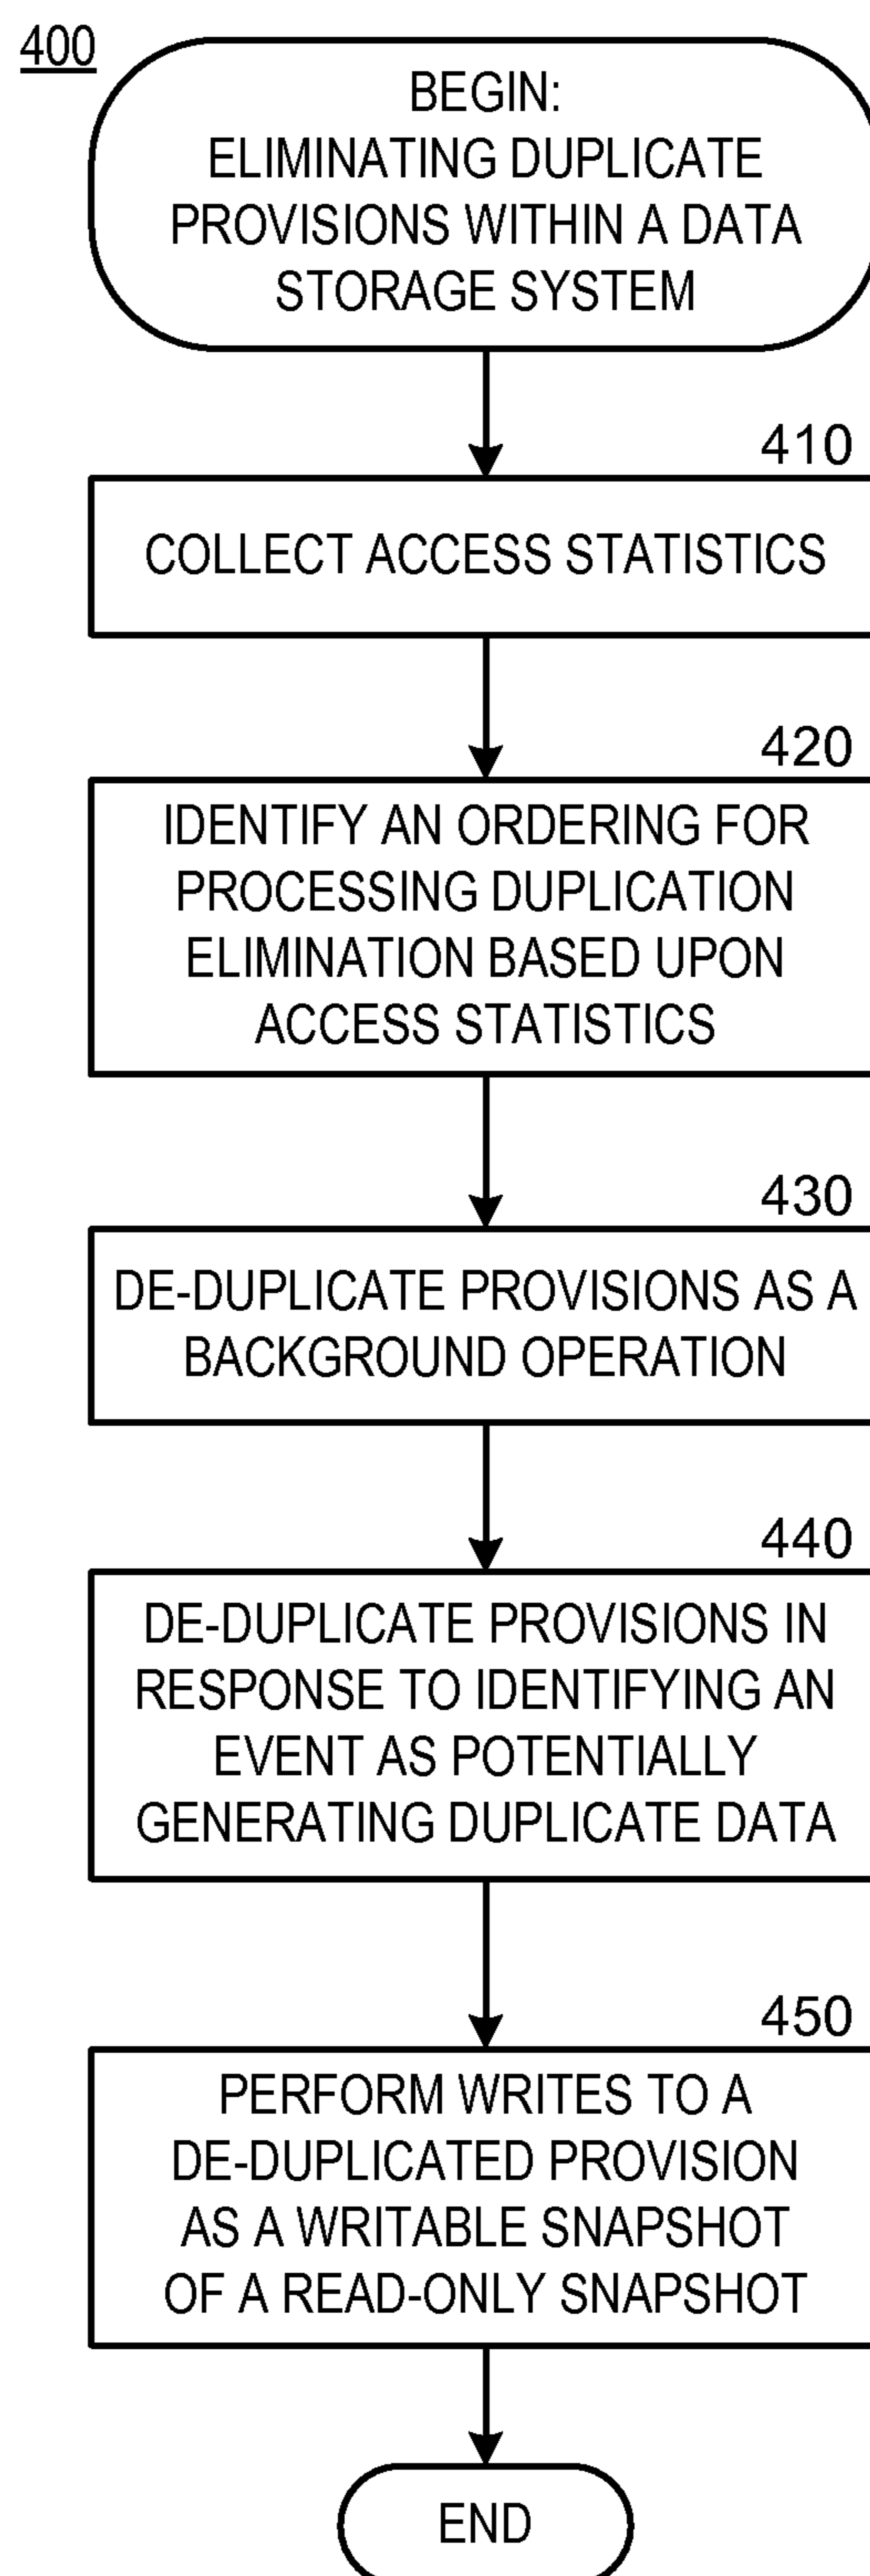 400
BEGIN:
ELIMINATING DUPLICATE
PROVISIONS WITHIN A DATA
STORAGE SYSTEM
410
COLLECT ACCESS STATISTICS
420
IDENTIFY AN ORDERING FOR
PROCESSING DUPLICATION
ELIMINATION BASED UPON
ACCESS STATISTICS
430
DE-DUPLICATE PROVISIONS AS A
BACKGROUND OPERATION
440
DE-DUPLICATE PROVISIONS IN
RESPONSE TO IDENTIFYING AN
EVENT AS POTENTIALLY
GENERATING DUPLICATE DATA
450
PERFORM WRITES TO A
DE-DUPLICATED PROVISION
AS A WRITABLE SNAPSHOT
OF A READ-ONLY SNAPSHOT
END